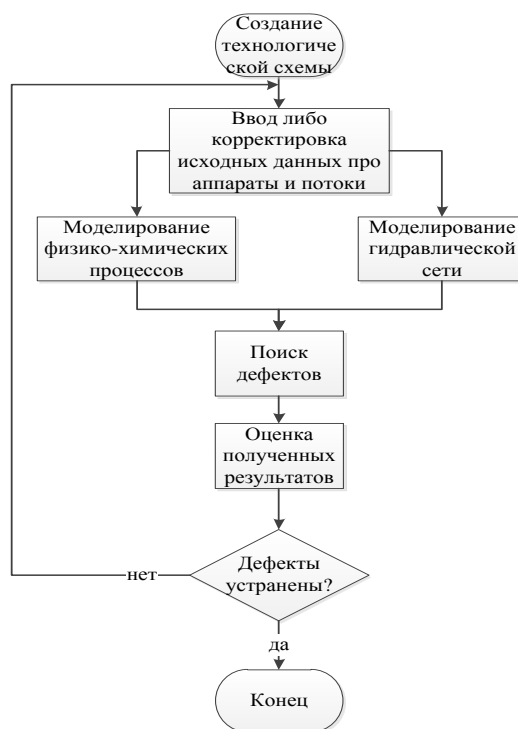 Создание
технологиче
ской схемы
Ввод либо
корректировка
исходных данных про
аппараты и потоки
Моделирование
физико-химических
процессов
Моделирование
гидравлической
сети
Поиск
дефектов
Оценка
полученных
результатов
Дефекты
устранены?
нет
да
Конец